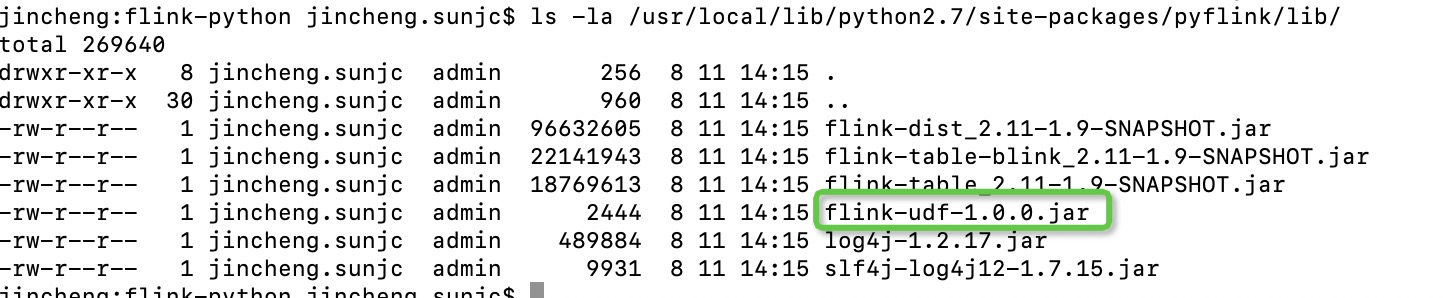 jincheng:flink-python jincheng.sunjc$ ls -la /usr/local/lib/python2.7/site-packages/pyflink/lib/
total 269640
drwxr-xr-x 8 jincheng.sunjc admin 256 8 11 14:15 .
drwxr-xr-x 30 jincheng.sunjc admin 960 8 11 14:15 ..
-rw-r--r-- 1 jincheng.sunjc admin 96632605 8 11 14:15 flink-dist_2.11-1.9-SNAPSHOT.jar
-rw-r--r-- 1 jincheng.sunjc admin 22141943 8 11 14:15 flink-table-blink_2.11-1.9-SNAPSHOT.jar
-rw-r--r-- 1 jincheng.sunjc admin 18769613 8 11 14:15 flink-table_2.11-1.9-SNAPSHOT.jar
-rw-r--r-- 1 jincheng.sunjc admin 2444 8 11 14:15 flink-udf-1.0.0.jar
-rw-r--r-- 1 jincheng.sunjc admin 489884 8 11 14:15 log4j-1.2.17.jar
-rw-r--r-- 1 jincheng.sunjc admin 9931 8 11 14:15 slf4j-log4j12-1.7.15.jar
jincheng:flink-python jincheng.sunjc$